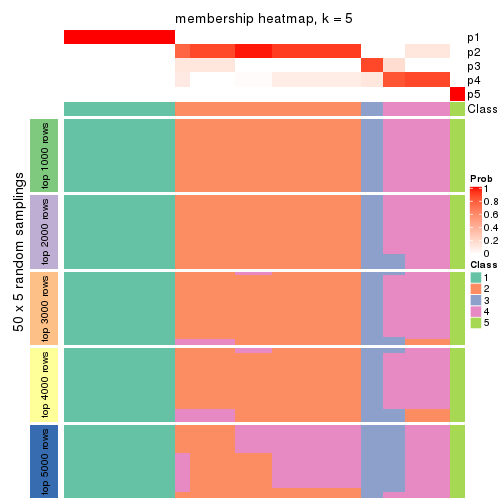 membership heatmap, k = 5
p1
p2
p3
p4
p5
Class
50 x 5 random samplings
top 1000 rows
top 2000 rows
top 3000 rows
top 4000 rows
top 5000 rows
Prob
1
0.8
0.6
0.4
0.2
0
Class
1
2
3
4
5